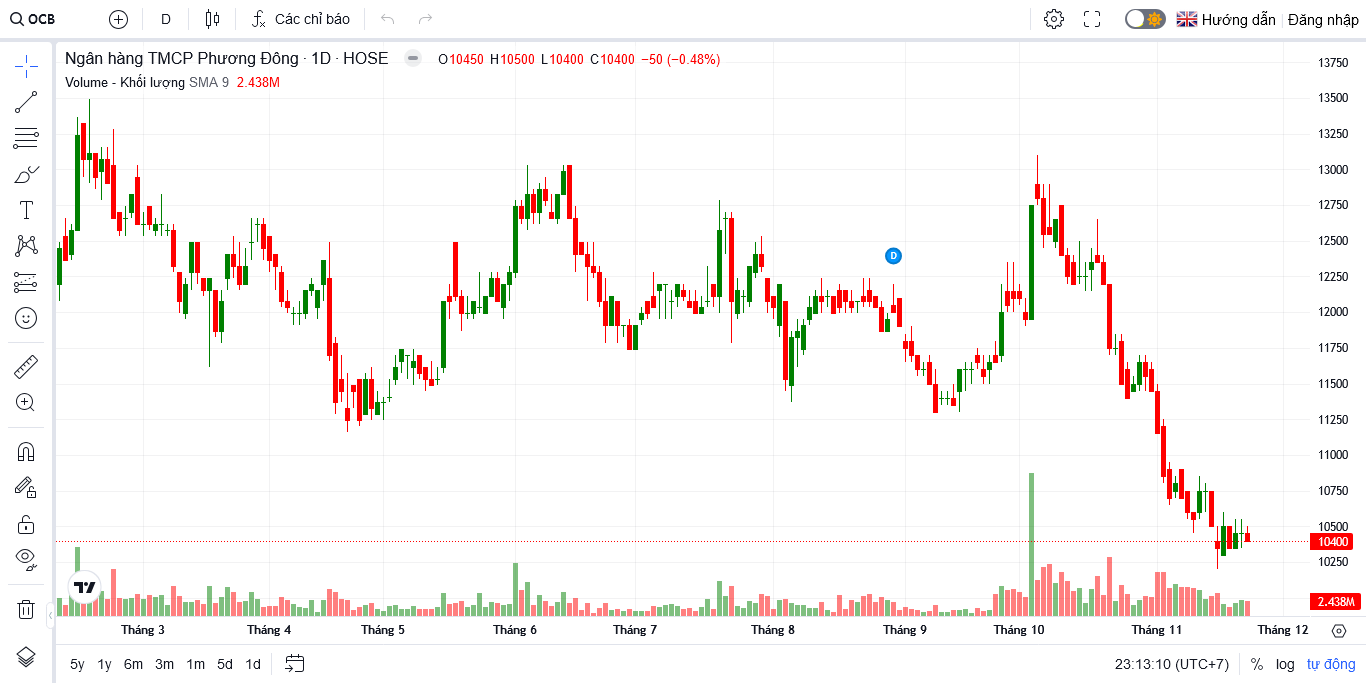 OCB D Các chỉ báo Hướng dẫn Đăng nhập
Ngân hàng TMCP Phương Đông · 1D · HOSE O10450 H10500 L10400 C10400 −50 (−0.48%)
Volume - Khối lượng SMA 9 2.438M
D
13750
13500
13250
13000
12750
12500
12250
12000
11750
11500
11250
11000
10750
10500
10400
10250
2.438M
Tháng 3 Tháng 4 Tháng 5 Tháng 6 Tháng 7 Tháng 8 Tháng 9 Tháng 10 Tháng 11 Tháng 12
5y 1y 6m 3m 1m 5d 1d 23:13:10 (UTC+7) % log tự động